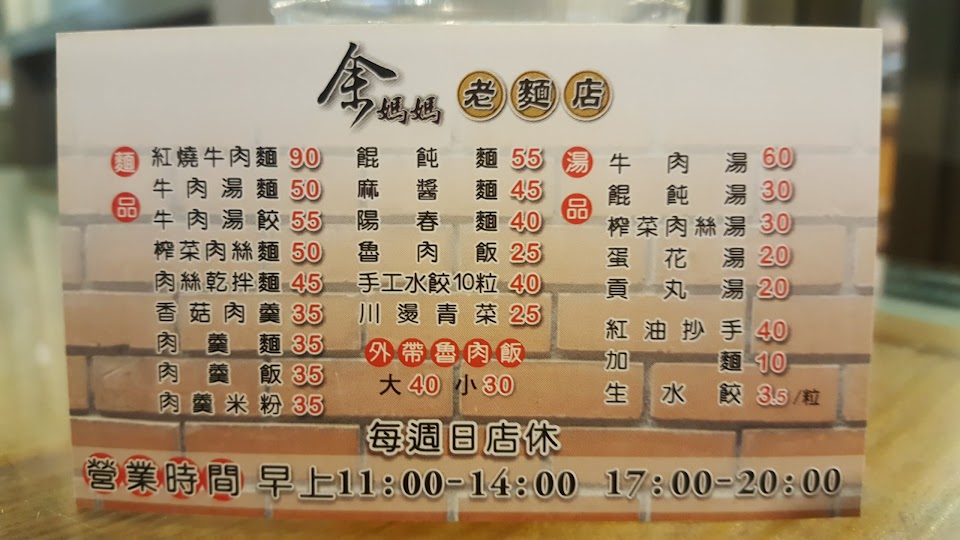 余媽媽 老麵店
麵品
紅燒牛肉麵 90
牛肉湯麵 50
牛肉湯餃 55
榨菜肉絲麵 50
肉絲乾拌麵 45
香菇肉羹 35
肉羹麵 35
肉羹飯 35
肉羹米粉 35
餛飩麵 55
麻醬麵 45
陽春麵 40
魯肉飯 25
手工水餃10粒 40
川燙青菜 25
外帶魯肉飯
大 40 小 30
湯品
牛肉湯 60
餛飩湯 30
榨菜肉絲湯 30
蛋花湯 20
貢丸湯 20
紅油抄手 40
加麵 10
生水餃 3.5/粒
每週日店休
營業時間 早上11:00-14:00 17:00-20:00